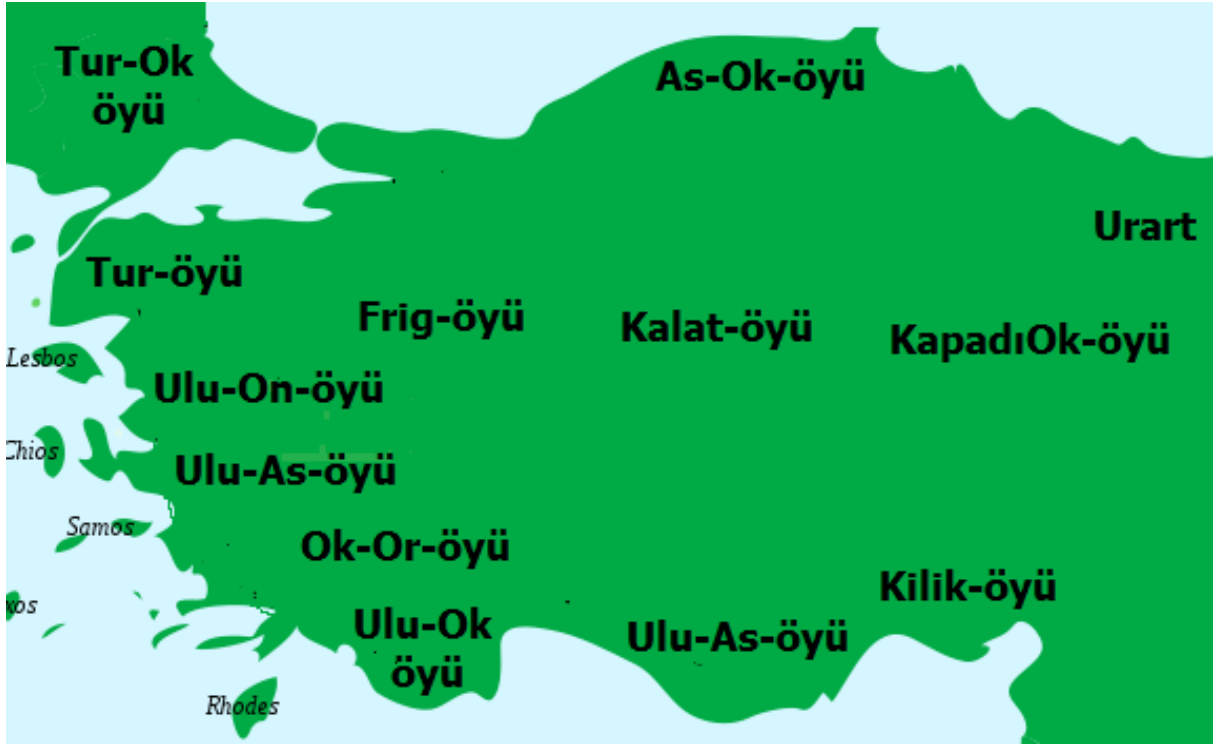 Tur-Ok
öyü
As-Ok-öyü
Urart
Tur-öyü
Frig-öyü
Kalat-öyü
KapadıOk-öyü
Lesbos
Ulu-On-öyü
Chios
Ulu-As-öyü
Samos
Ok-Or-öyü
Kilik-öyü
xos
Ulu-Ok
öyü
Ulu-As-öyü
Rhodes